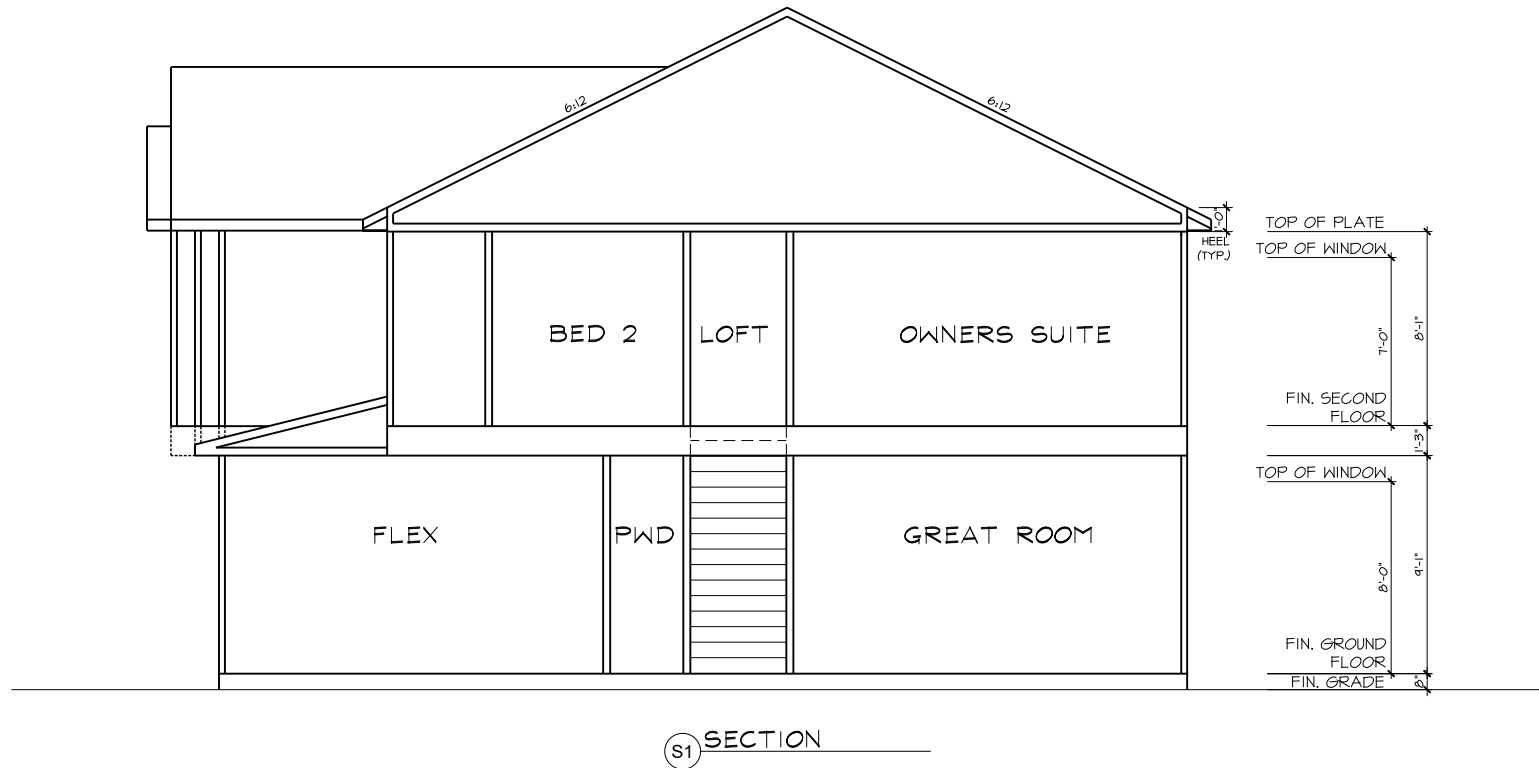 6:12
6:12
1'-0"
HEEL
(TYP.)
TOP OF PLATE
TOP OF WINDOW
BED 2
LOFT
OWNERS SUITE
7'-0"
8'-1"
FIN. SECOND
FLOOR
1'-3"
TOP OF WINDOW
FLEX
PWD
GREAT ROOM
8'-0"
9'-1"
FIN. GROUND
FLOOR
FIN. GRADE
8"
S1 SECTION